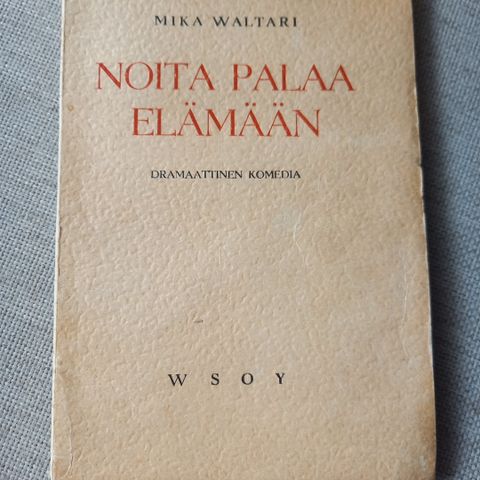 MIKA WALTARI
NOITA PALAA
ELÄMÄÄN
DRAMAATTINEN KOMEDIA
W S O Y